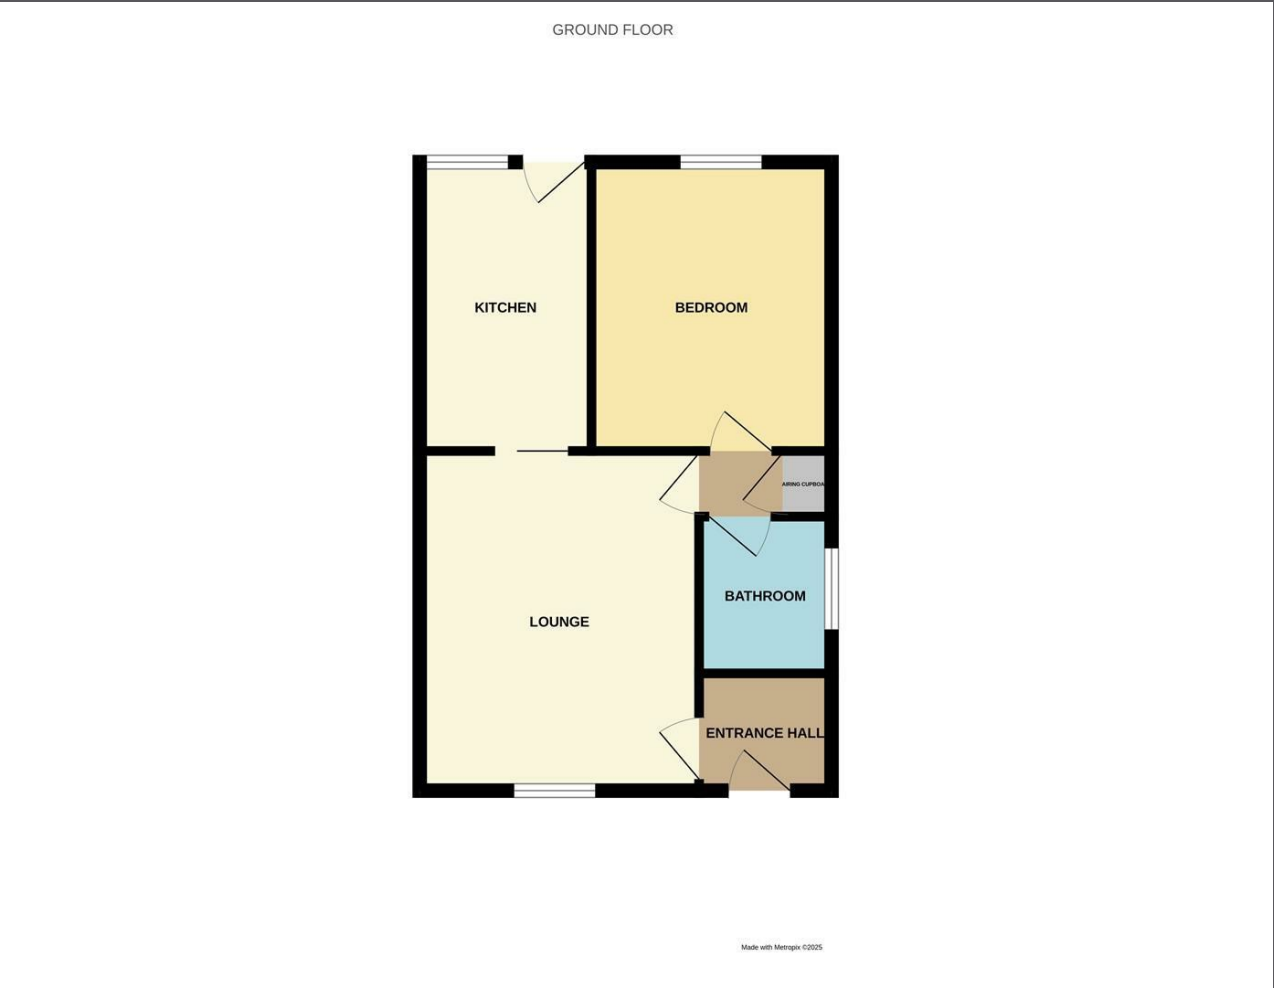 GROUND FLOOR
KITCHEN
BEDROOM
AIRING CUPBOA
BATHROOM
LOUNGE
ENTRANCE HALL
Made with Metropix ©2025